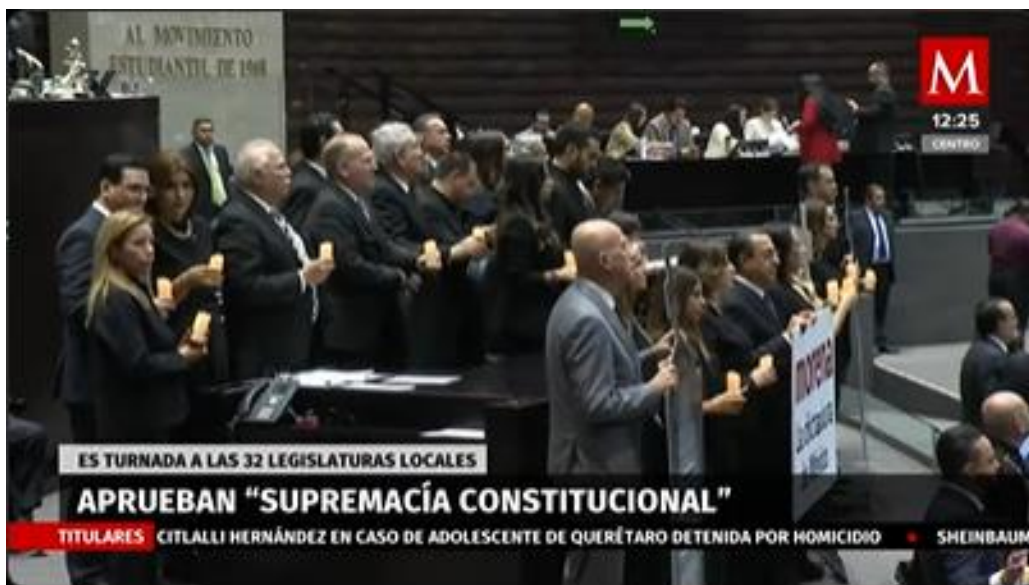 AL MOVIMIENTO
ESTUDIANTIL DE 1968
M
12:25
CENTRO
morena
ES TURNADA A LAS 32 LEGISLATURAS LOCALES
APRUEBAN “SUPREMACÍA CONSTITUCIONAL”
TITULARES CITLALLI HERNÁNDEZ EN CASO DE ADOLESCENTE DE QUERÉTARO DETENIDA POR HOMICIDIO • SHEINBAUM